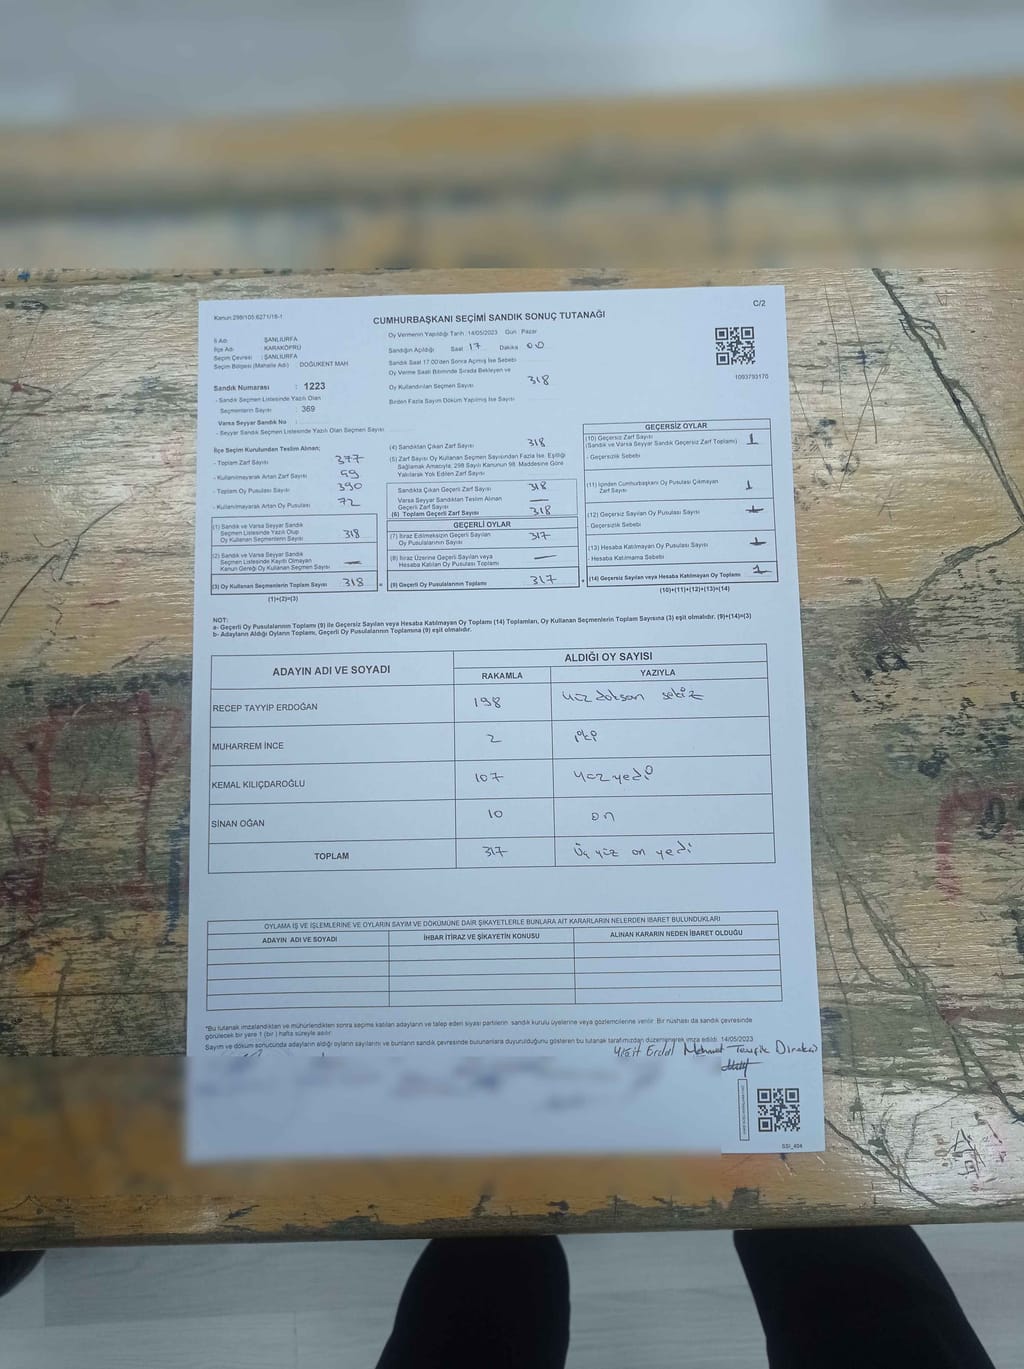 Kanun:298/105 6271/16-1
C/2
CUMHURBAŞKANI SEÇİMİ SANDIK SONUÇ TUTANAĞI
İl Adı : ŞANLIURFA
İlçe Adı : KARAKÖPRÜ
Seçim Çevresi : ŞANLIURFA
Seçim Bölgesi (Mahalle Adı) : DOĞUKENT MAH
Sandık Numarası : 1223
- Sandık Seçmen Listesinde Yazılı Olan
Seçmenlerin Sayısı : 369
Varsa Seyyar Sandık No :
- Seyyar Sandık Seçmen Listesinde Yazılı Olan Seçmen Sayısı
Oy Vermenin Yapıldığı Tarih :14/05/2023 Gün : Pazar
Sandığın Açıldığı Saat 17 Dakika 00
Sandık Saat 17:00'den Sonra Açılmış İse Sebebi
Oy Verme Saati Bitiminde Sırada Bekleyen ve
Oy Kullandırılan Seçmen Sayısı 318
Birden Fazla Sayım Döküm Yapılmış İse Sayısı
1093793170
İlçe Seçim Kurulundan Teslim Alınan;
- Toplam Zarf Sayısı 377
- Kullanılmayarak Artan Zarf Sayısı 59
- Toplam Oy Pusulası Sayısı 390
- Kullanılmayarak Artan Oy Pusulası 72
(1) Sandık ve Varsa Seyyar Sandık
Seçmen Listesinde Yazılı Olup
Oy Kullanan Seçmenlerin Sayısı 318
(2) Sandık ve Varsa Seyyar Sandık
Seçmen Listesinde Kayıtlı Olmayan
Kanun Gereği Oy Kullanan Seçmen Sayısı —
(3) Oy Kullanan Seçmenlerin Toplam Sayısı 318
(1)+(2)=(3)
(4) Sandıktan Çıkan Zarf Sayısı 318
(5) Zarf Sayısı Oy Kullanan Seçmen Sayısından Fazla İse, Eşitliği
Sağlamak Amacıyla, 298 Sayılı Kanunun 98. Maddesine Göre
Yakılarak Yok Edilen Zarf Sayısı
Sandıkta Çıkan Geçerli Zarf Sayısı 318
Varsa Seyyar Sandıktan Teslim Alınan
Geçerli Zarf Sayısı —
(6) Toplam Geçerli Zarf Sayısı 318
GEÇERLİ OYLAR
(7) İtiraz Edilmeksizin Geçerli Sayılan
Oy Pusulalarının Sayısı 317
(8) İtiraz Üzerine Geçerli Sayılan veya
Hesaba Katılan Oy Pusulası Toplamı —
= (9) Geçerli Oy Pusulalarının Toplamı 317
GEÇERSİZ OYLAR
(10) Geçersiz Zarf Sayısı
(Sandık ve Varsa Seyyar Sandık Geçersiz Zarf Toplamı) 1
- Geçersizlik Sebebi
(11) İçinden Cumhurbaşkanı Oy Pusulası Çıkmayan
Zarf Sayısı 1
(12) Geçersiz Sayılan Oy Pusulası Sayısı
- Geçersizlik Sebebi
(13) Hesaba Katılmayan Oy Pusulası Sayısı
- Hesaba Katılmama Sebebi
+ (14) Geçersiz Sayılan veya Hesaba Katılmayan Oy Toplamı 1
(10)+(11)+(12)+(13)=(14)
NOT:
a- Geçerli Oy Pusulalarının Toplamı (9) ile Geçersiz Sayılan veya Hesaba Katılmayan Oy Toplamı (14) Toplamları, Oy Kullanan Seçmenlerin Toplam Sayısına (3) eşit olmalıdır. (9)+(14)=(3)
b- Adayların Aldığı Oyların Toplamı, Geçerli Oy Pusulalarının Toplamına (9) eşit olmalıdır.
ADAYIN ADI VE SOYADI ALDIĞI OY SAYISI
RAKAMLA YAZIYLA
RECEP TAYYİP ERDOĞAN 198 yüz doksan sekiz
MUHARREM İNCE 2 iki
KEMAL KILIÇDAROĞLU 107 yüz yedi
SİNAN OĞAN 10 on
TOPLAM 317 üç yüz on yedi
OYLAMA İŞ VE İŞLEMLERİNE VE OYLARIN SAYIM VE DÖKÜMÜNE DAİR ŞİKAYETLERLE BUNLARA AİT KARARLARIN NELERDEN İBARET BULUNDUKLARI
ADAYIN ADI VE SOYADI İHBAR İTİRAZ VE ŞİKAYETİN KONUSU ALINAN KARARIN NEDEN İBARET OLDUĞU
*Bu tutanak imzalandıktan ve mühürlendikten sonra seçime katılan adayların ve talep eden siyasi partilerin sandık kurulu üyelerine veya gözlemcilerine verilir. Bir nüshası da sandık çevresinde
görülecek bir yere 1 (bir) hafta süreyle asılır.
Sayım ve döküm sonucunda adayların aldığı oyların sayılarını ve bunların sandık çevresinde bulunanlara duyurulduğunu gösteren bu tutanak tarafımızdan düzenlenerek imza edildi. 14/05/2023
Yiğit Erdal Mehmet Tevfik
SSİ_404